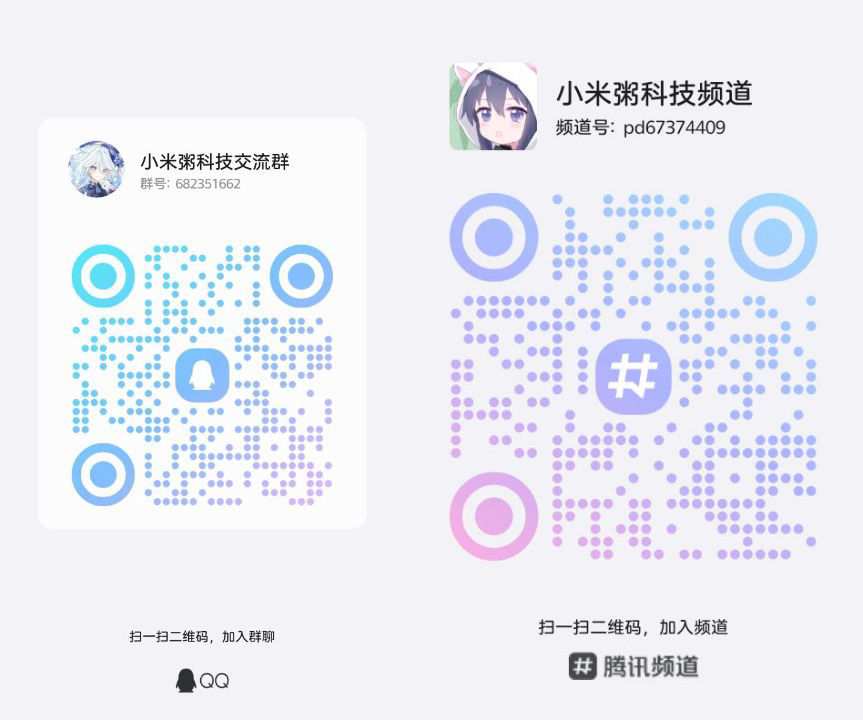 小米粥科技交流群
群号: 682351662
扫一扫二维码，加入群聊
QQ
小米粥科技频道
频道号: pd67374409
扫一扫二维码，加入频道
腾讯频道